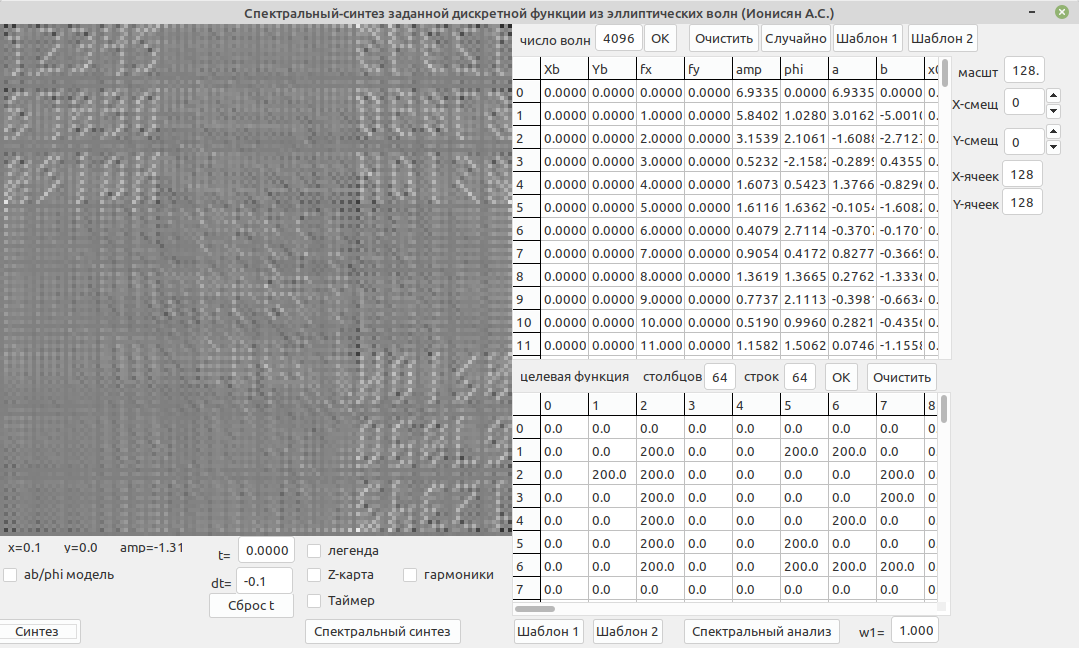 Спектральный-синтез заданной дискретной функции из эллиптических волн (Ионисян А.С.)
число волн 4096 OK Очистить Случайно Шаблон 1 Шаблон 2
Xb Yb fx fy amp phi a b x0
0 0.0000 0.0000 0.0000 0.0000 6.9335 0.0000 6.9335 0.0000 0.
1 0.0000 0.0000 1.0000 0.0000 5.8402 1.0280 3.0162 -5.0010
2 0.0000 0.0000 2.0000 0.0000 3.1539 2.1061 -1.6088 -2.7127
3 0.0000 0.0000 3.0000 0.0000 0.5232 -2.1582 -0.2899 0.4355 0.
4 0.0000 0.0000 4.0000 0.0000 1.6073 0.5423 1.3766 -0.8296 0.
5 0.0000 0.0000 5.0000 0.0000 1.6116 1.6362 -0.1054 -1.6082 0.
6 0.0000 0.0000 6.0000 0.0000 0.4079 2.7114 -0.3707 -0.1701 0.
7 0.0000 0.0000 7.0000 0.0000 0.9054 0.4172 0.8277 -0.3669 0.
8 0.0000 0.0000 8.0000 0.0000 1.3619 1.3665 0.2762 -1.3336 0.
9 0.0000 0.0000 9.0000 0.0000 0.7737 2.1113 -0.3981 -0.6634 0.
10 0.0000 0.0000 10.000 0.0000 0.5190 0.9960 0.2821 -0.4356 0.
11 0.0000 0.0000 11.000 0.0000 1.1582 1.5062 0.0746 -1.1558 0.
масшт 128.
X-смещ 0
Y-смещ 0
X-ячеек 128
Y-ячеек 128
целевая функция столбцов 64 строк 64 OK Очистить
0 1 2 3 4 5 6 7 8
0 0.0 0.0 0.0 0.0 0.0 0.0 0.0 0.0 0
1 0.0 0.0 200.0 0.0 0.0 200.0 200.0 0.0 0
2 0.0 200.0 200.0 0.0 0.0 0.0 0.0 200.0 0
3 0.0 0.0 200.0 0.0 0.0 0.0 0.0 200.0 0
4 0.0 0.0 200.0 0.0 0.0 0.0 200.0 0.0 0
5 0.0 0.0 200.0 0.0 0.0 200.0 0.0 0.0 0
6 0.0 0.0 200.0 0.0 0.0 200.0 200.0 200.0 0
7 0.0 0.0 0.0 0.0 0.0 0.0 0.0 0.0 0
Шаблон 1 Шаблон 2 Спектральный анализ w1= 1.000
x=0.1 y=0.0 amp=-1.31
t= 0.0000
dt= -0.1
Сброс t
легенда
ab/phi модель
Z-карта гармоники
Таймер
Синтез
Спектральный синтез